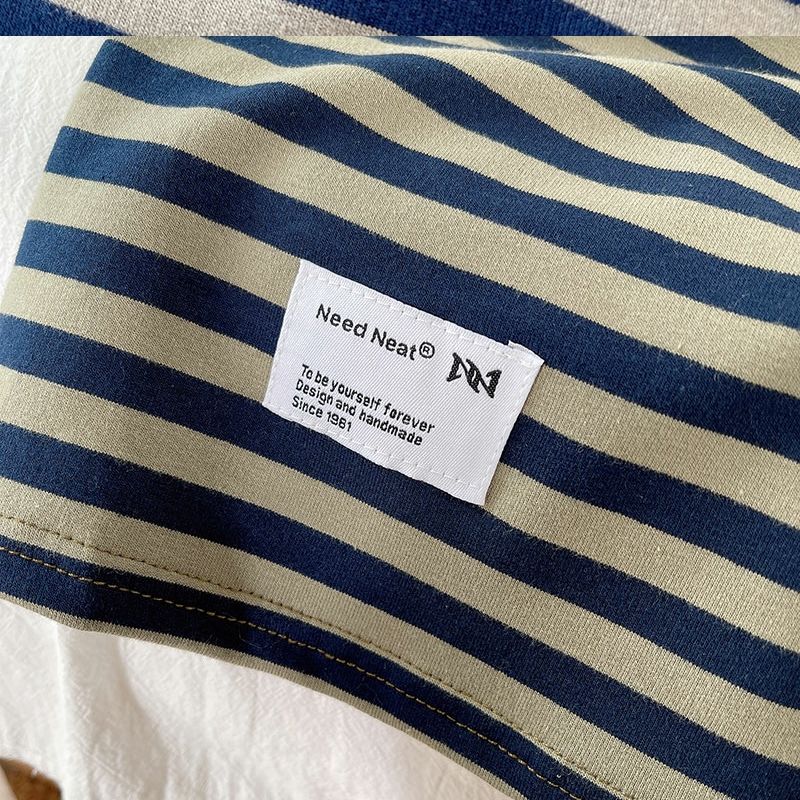 Need Neat®
To be yourself forever
Design and handmade
Since 1961